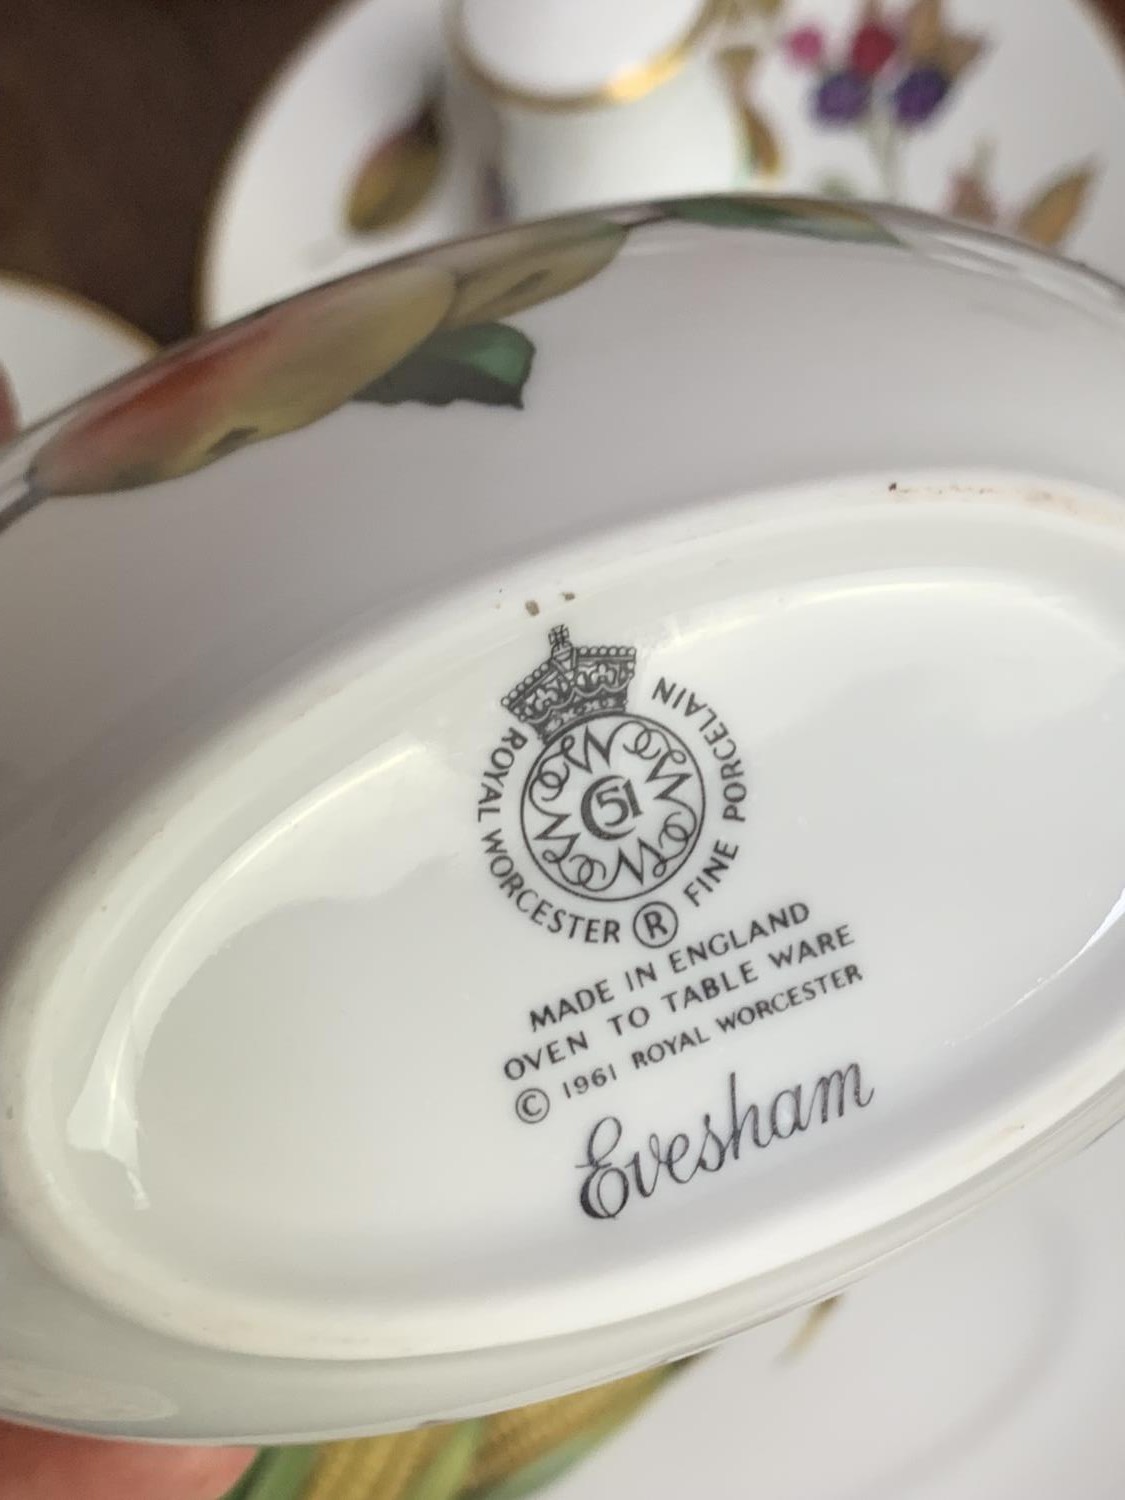 ROYAL WORCESTER ® FINE PORCELAIN
51
MADE IN ENGLAND
OVEN TO TABLE WARE
© 1961 ROYAL WORCESTER
Evesham